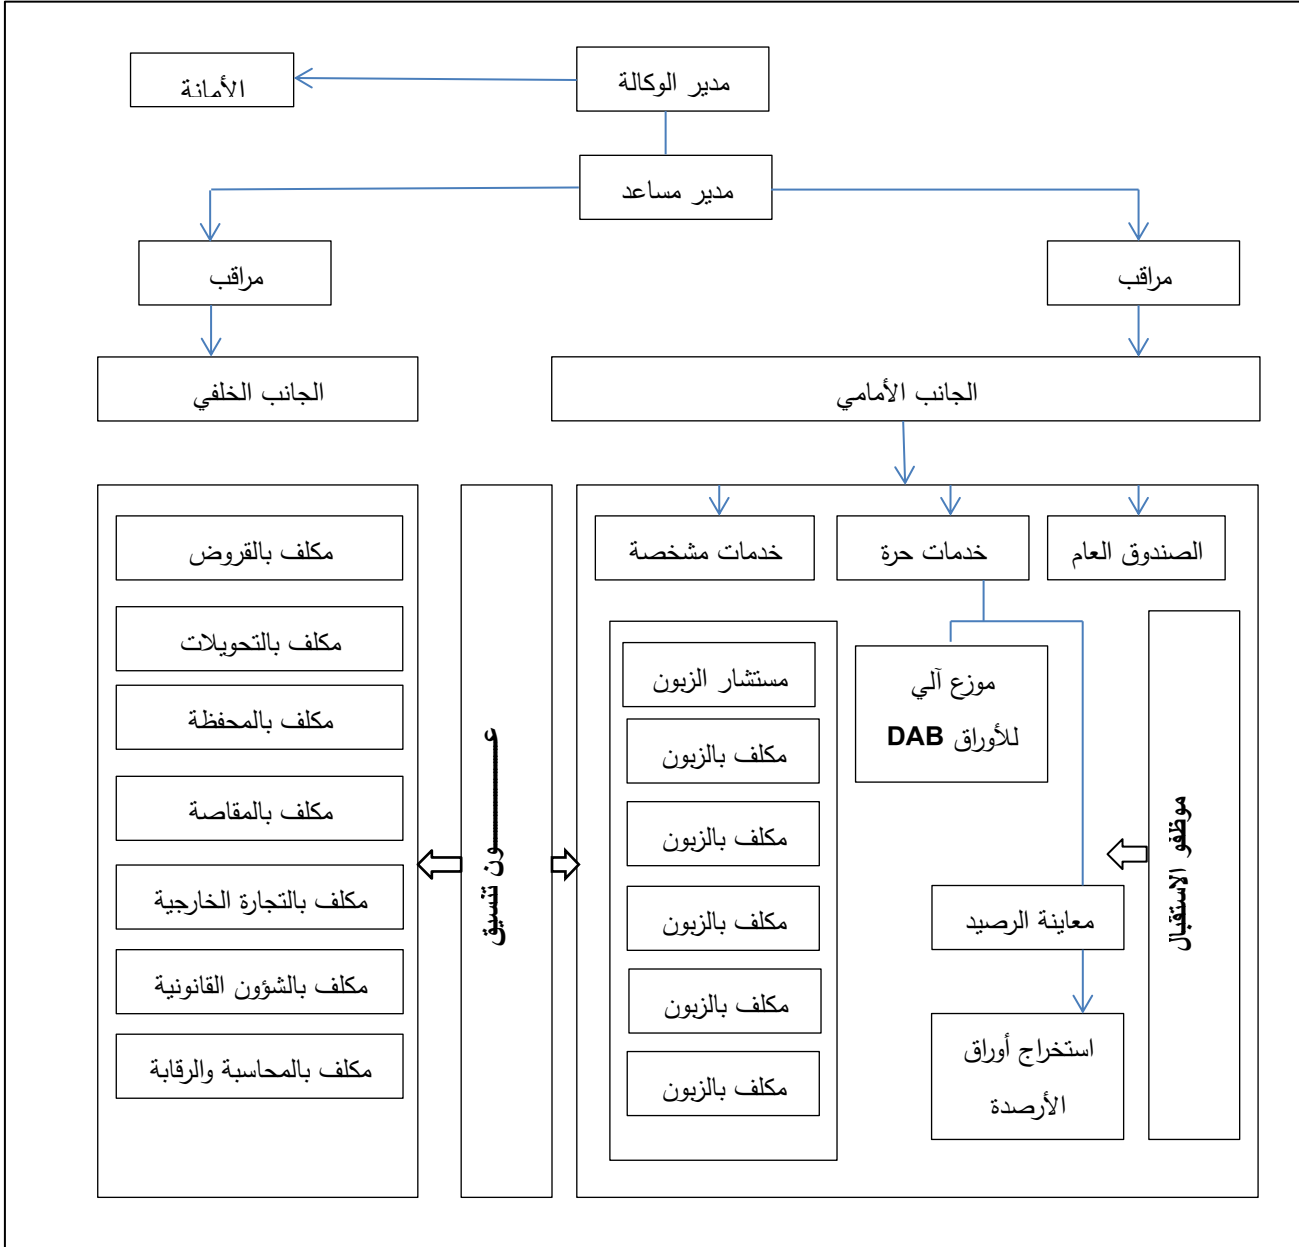 مدير الوكالة
الأمانة
مدير مساعد
مراقب
مراقب
الجانب الأمامي
الجانب الخلفي
الصندوق العام
خدمات حرة
خدمات مشخصة
موظفو الاستقبال
موزع آلي
للأوراق DAB
معاينة الرصيد
استخراج أوراق
الأرصدة
مستشار الزبون
مكلف بالزبون
مكلف بالزبون
مكلف بالزبون
مكلف بالزبون
مكلف بالزبون
عـــــــون تنسيق
مكلف بالقروض
مكلف بالتحويلات
مكلف بالمحفظة
مكلف بالمقاصة
مكلف بالتجارة الخارجية
مكلف بالشؤون القانونية
مكلف بالمحاسبة والرقابة